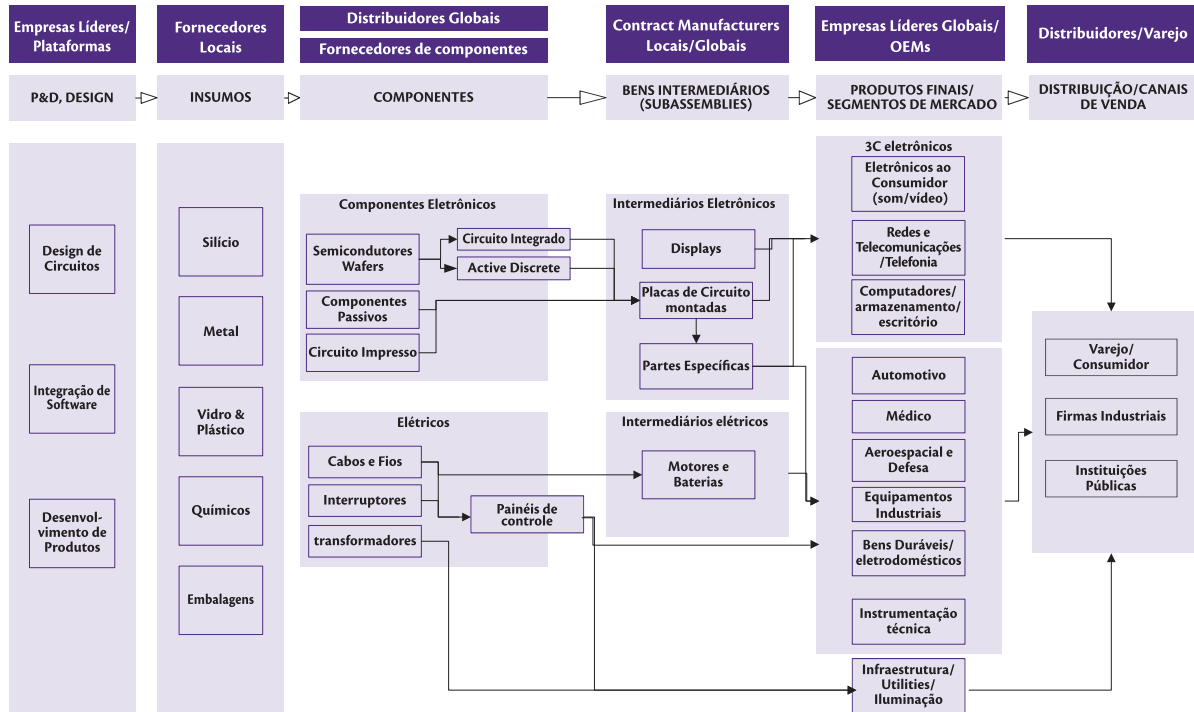 Empresas Líderes/
Plataformas
Fornecedores
Locais
Distribuidores Globais
Fornecedores de componentes
Contract Manufacturers
Locais/Globais
Empresas Líderes Globais/
OEMs
Distribuidores/Varejo
P&D, DESIGN
INSUMOS
COMPONENTES
BENS INTERMEDIÁRIOS
(SUBASSEMBLIES)
PRODUTOS FINAIS/
SEGMENTOS DE MERCADO
DISTRIBUIÇÃO/CANAIS
DE VENDA
Design de
Circuitos
Integração de
Software
Desenvol-
vimento de
Produtos
Silício
Metal
Vidro &
Plástico
Químicos
Embalagens
Componentes Eletrônicos
Semicondutores
Wafers
Circuito Integrado
Active Discrete
Componentes
Passivos
Circuito Impresso
Elétricos
Cabos e Fios
Interruptores
transformadores
Painéis de
controle
Intermediários Eletrônicos
Displays
Placas de Circuito
montadas
Partes Específicas
Intermediários elétricos
Motores e
Baterias
3C eletrônicos
Eletrônicos ao
Consumidor
(som/vídeo)
Redes e
Telecomunicações
/Telefonia
Computadores/
armazenamento/
escritório
Automotivo
Médico
Aeroespacial e
Defesa
Equipamentos
Industriais
Bens Duráveis/
eletrodomésticos
Instrumentação
técnica
Infraestrutura/
Utilities/
Iluminação
Varejo/
Consumidor
Firmas Industriais
Instituições
Públicas